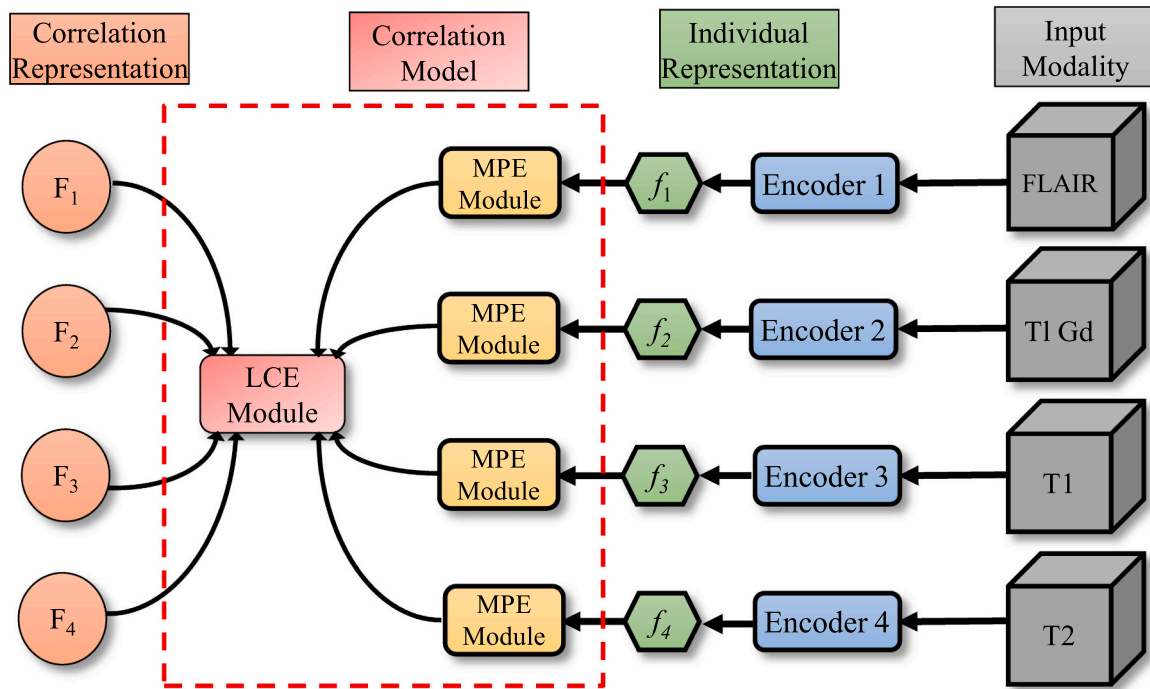 Correlation
Representation
Correlation
Model
Individual
Representation
Input
Modality
F1
MPE
Module
f1
Encoder 1
FLAIR
F2
MPE
Module
f2
Encoder 2
Tl Gd
LCE
Module
F3
MPE
Module
f3
Encoder 3
T1
F4
MPE
Module
f4
Encoder 4
T2